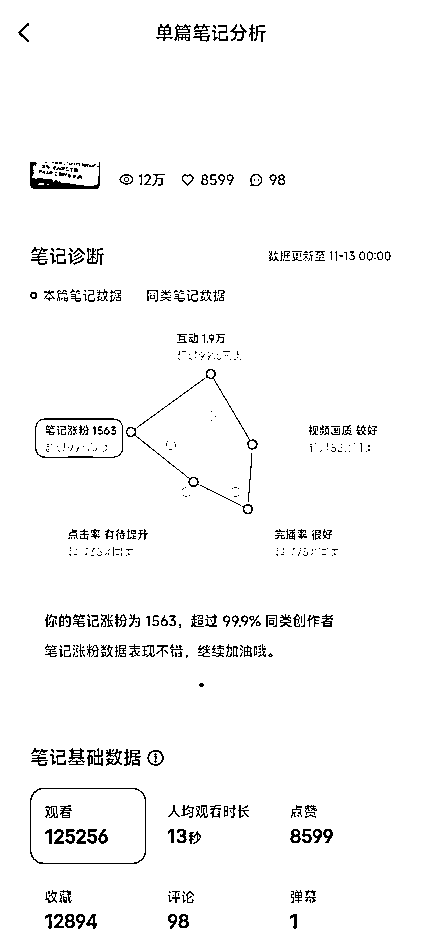 单篇笔记分析
12万 8599 98
笔记诊断 数据更新至 11-13 00:00
本篇笔记数据 同类笔记数据
互动 1.9万
笔记涨粉 1563
视频画质 较好
点击率 有待提升
完播率 很好
你的笔记涨粉为 1563，超过 99.9% 同类创作者
笔记涨粉数据表现不错，继续加油哦。
笔记基础数据
观看 人均观看时长 点赞
125256 13秒 8599
收藏 评论 弹幕
12894 98 1